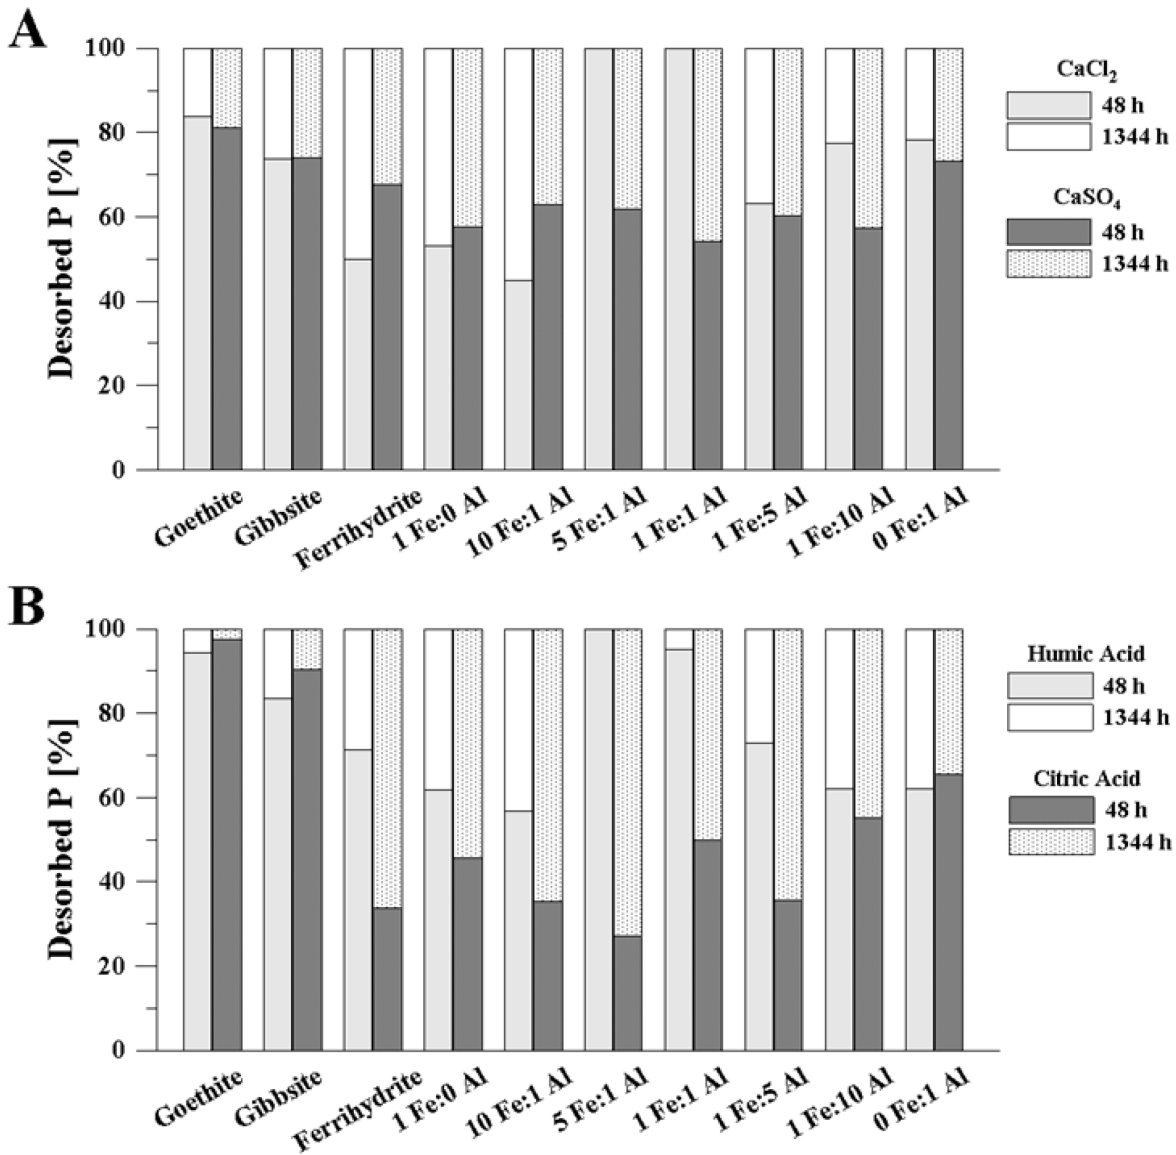 A
Desorbed P [%]
100
80
60
40
20
0
Goethite
Gibbsite
Ferrihydrite
1 Fe:0 Al
10 Fe:1 Al
5 Fe:1 Al
1 Fe:1 Al
1 Fe:5 Al
1 Fe:10 Al
0 Fe:1 Al
CaCl₂
48 h
1344 h
CaSO₄
48 h
1344 h
B
Desorbed P [%]
100
80
60
40
20
0
Goethite
Gibbsite
Ferrihydrite
1 Fe:0 Al
10 Fe:1 Al
5 Fe:1 Al
1 Fe:1 Al
1 Fe:5 Al
1 Fe:10 Al
0 Fe:1 Al
Humic Acid
48 h
1344 h
Citric Acid
48 h
1344 h